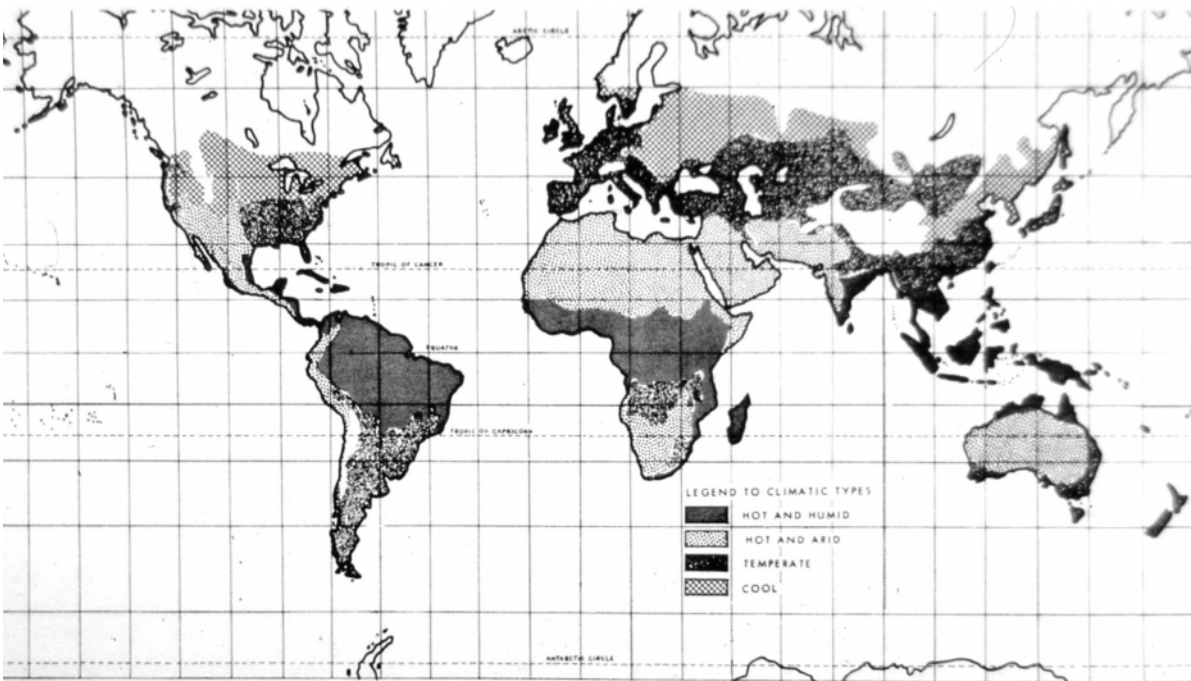 ARCTIC CIRCLE
TROPIC OF CANCER
EQUATOR
TROPIC OF CAPRICORN
LEGEND TO CLIMATIC TYPES
HOT AND HUMID
HOT AND ARID
TEMPERATE
COOL
ANTARCTIC CIRCLE